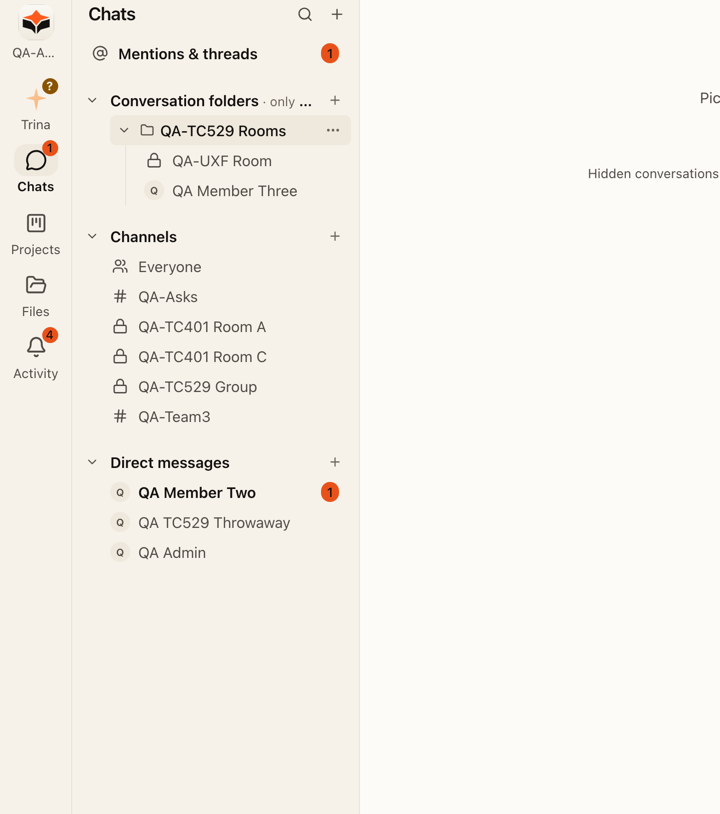 Chats
QA-A...
Mentions & threads 1
?
Conversation folders · only ...
Trina
QA-TC529 Rooms
1
Chats
QA-UXF Room
Q QA Member Three
Projects
Channels
Everyone
QA-Asks
Files
QA-TC401 Room A
4
QA-TC401 Room C
Activity
QA-TC529 Group
QA-Team3
Direct messages
Q QA Member Two 1
Q QA TC529 Throwaway
Q QA Admin
Pic
Hidden conversations